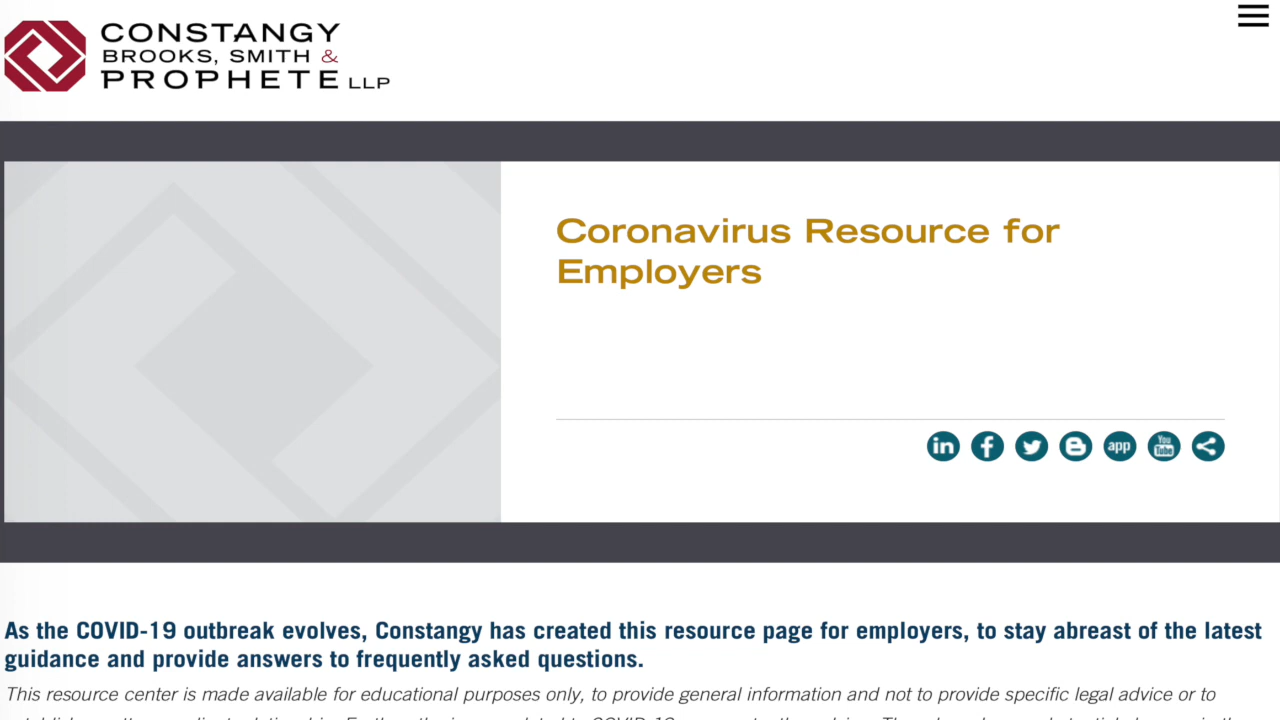 CONSTANGY
BROOKS, SMITH &
PROPHETE LLP
Coronavirus Resource for
Employers
in f app You Tube
As the COVID-19 outbreak evolves, Constangy has created this resource page for employers, to stay abreast of the latest
guidance and provide answers to frequently asked questions.
This resource center is made available for educational purposes only, to provide general information and not to provide specific legal advice or to